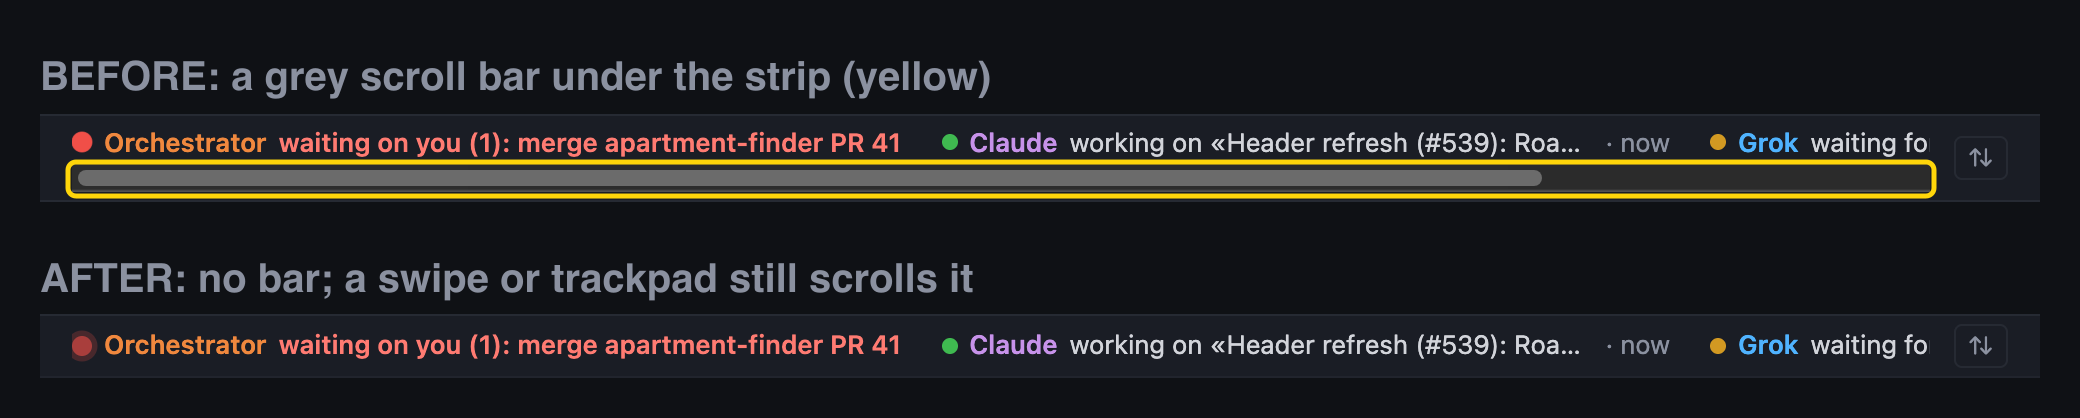 BEFORE: a grey scroll bar under the strip (yellow)
Orchestrator waiting on you (1): merge apartment-finder PR 41 Claude working on «Header refresh (#539): Roa... · now Grok waiting fo
AFTER: no bar; a swipe or trackpad still scrolls it
Orchestrator waiting on you (1): merge apartment-finder PR 41 Claude working on «Header refresh (#539): Roa... · now Grok waiting fo